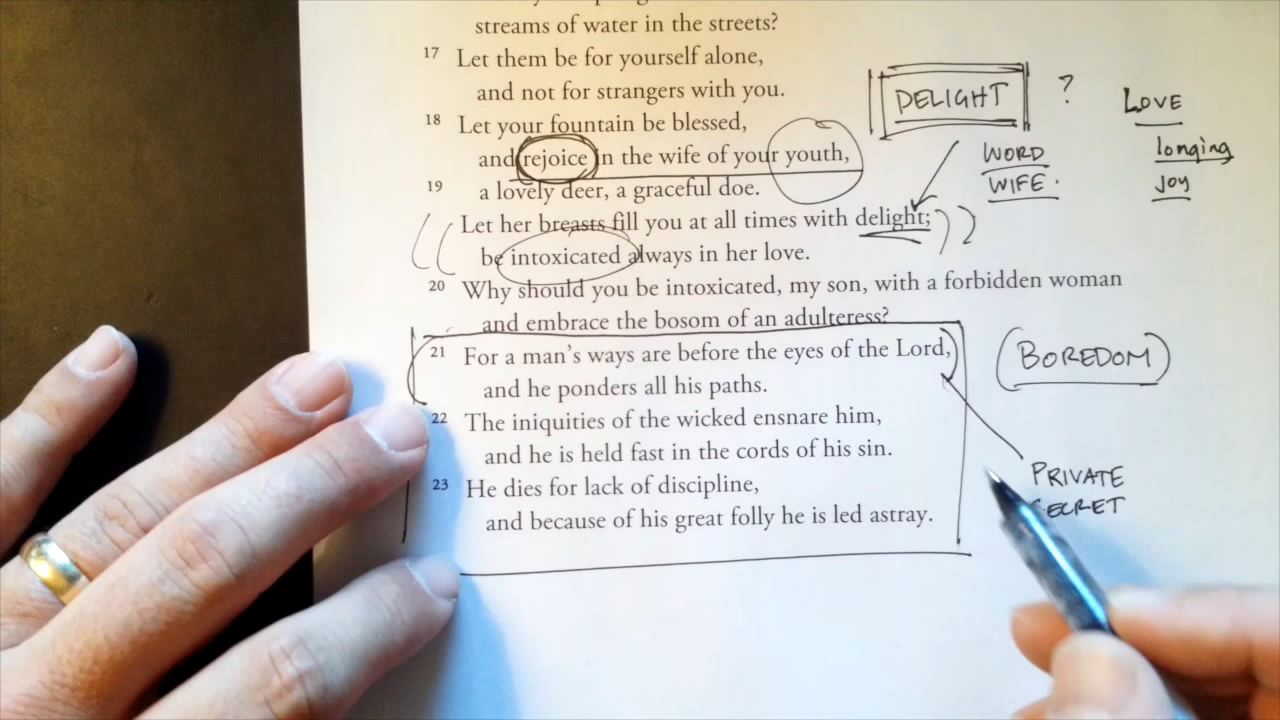 streams of water in the streets?
17 Let them be for yourself alone,
and not for strangers with you.
18 Let your fountain be blessed,
and rejoice in the wife of your youth,
19 a lovely deer, a graceful doe.
Let her breasts fill you at all times with delight;
be intoxicated always in her love.
20 Why should you be intoxicated, my son, with a forbidden woman
and embrace the bosom of an adulteress?
21 For a man's ways are before the eyes of the Lord,
and he ponders all his paths.
22 The iniquities of the wicked ensnare him,
and he is held fast in the cords of his sin.
23 He dies for lack of discipline,
and because of his great folly he is led astray.
DELIGHT ?
WORD
WIFE.
LOVE
longing
joy
(BOREDOM)
PRIVATE
SECRET